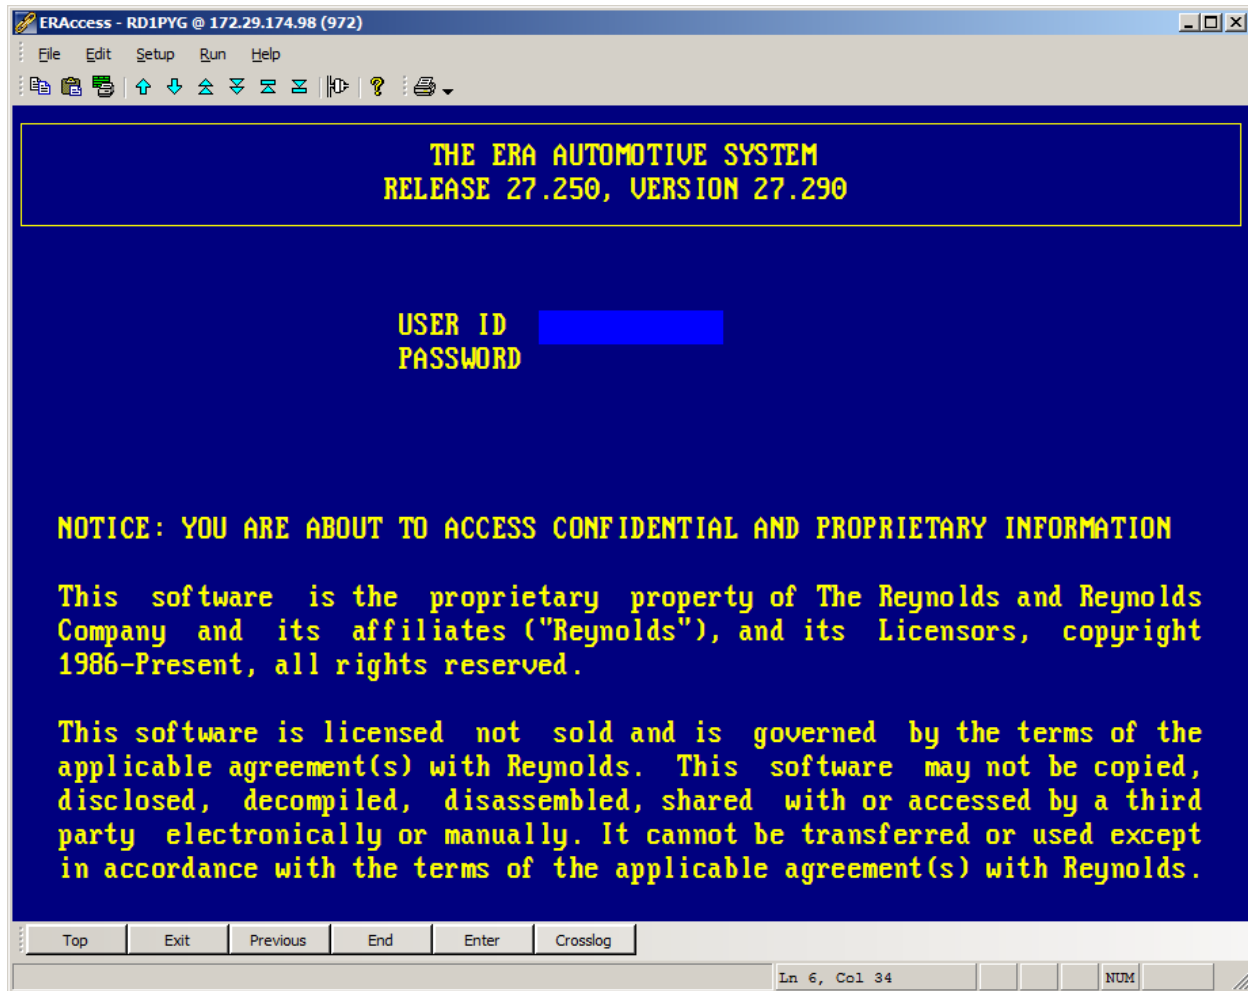 ERAccess - RD1PYG @ 172.29.174.98 (972)
File Edit Setup Run Help
THE ERA AUTOMOTIVE SYSTEM
RELEASE 27.250, VERSION 27.290
USER ID
PASSWORD
NOTICE: YOU ARE ABOUT TO ACCESS CONFIDENTIAL AND PROPRIETARY INFORMATION
This software is the proprietary property of The Reynolds and Reynolds
Company and its affiliates ("Reynolds"), and its Licensors, copyright
1986-Present, all rights reserved.
This software is licensed not sold and is governed by the terms of the
applicable agreement(s) with Reynolds. This software may not be copied,
disclosed, decompiled, disassembled, shared with or accessed by a third
party electronically or manually. It cannot be transferred or used except
in accordance with the terms of the applicable agreement(s) with Reynolds.
Top Exit Previous End Enter Crosslog
Ln 6, Col 34 NUM